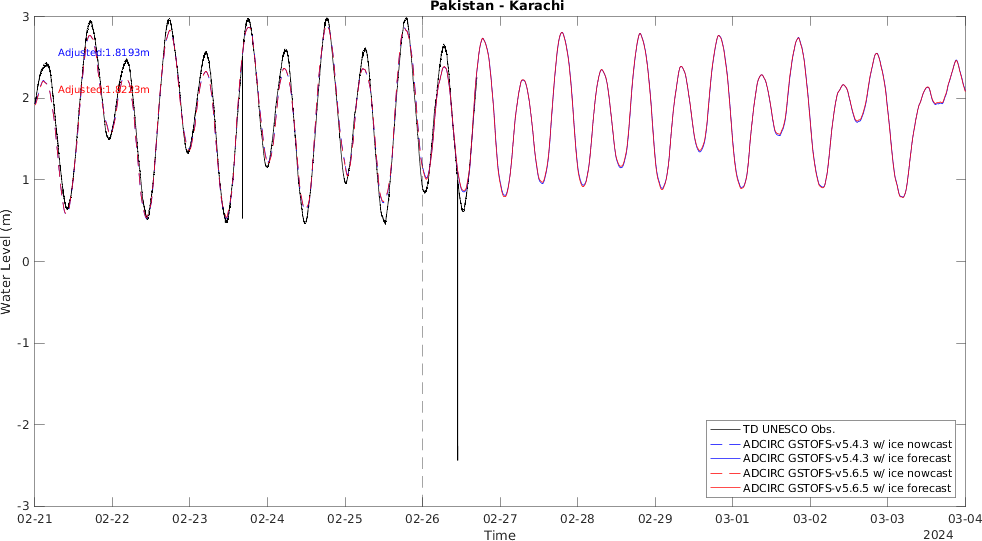 Pakistan - Karachi
3
Adjusted:1.8193m
Adjusted:1.8223m
2
1
0
-1
-2
-3
Water Level (m)
TD UNESCO Obs.
ADCIRC GSTOFS-v5.4.3 w/ ice nowcast
ADCIRC GSTOFS-v5.4.3 w/ ice forecast
ADCIRC GSTOFS-v5.6.5 w/ ice nowcast
ADCIRC GSTOFS-v5.6.5 w/ ice forecast
02-21 02-22 02-23 02-24 02-25 02-26 02-27 02-28 02-29 03-01 03-02 03-03 03-04
Time
2024